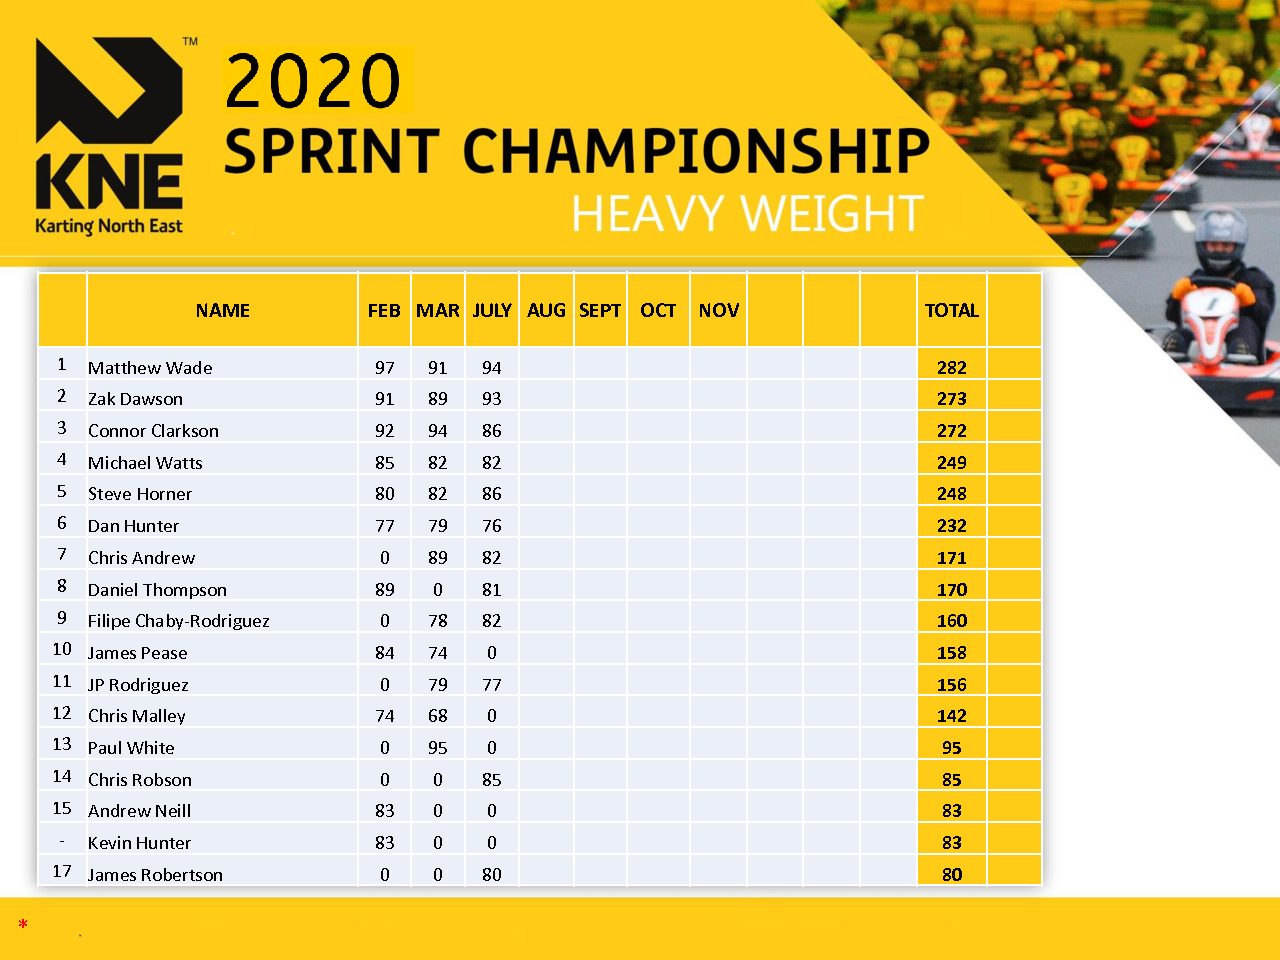 ™
KNE
Karting North East
2020
SPRINT CHAMPIONSHIP
HEAVY WEIGHT
NAME FEB MAR JULY AUG SEPT OCT NOV TOTAL
1 Matthew Wade 97 91 94 282
2 Zak Dawson 91 89 93 273
3 Connor Clarkson 92 94 86 272
4 Michael Watts 85 82 82 249
5 Steve Horner 80 82 86 248
6 Dan Hunter 77 79 76 232
7 Chris Andrew 0 89 82 171
8 Daniel Thompson 89 0 81 170
9 Filipe Chaby-Rodriguez 0 78 82 160
10 James Pease 84 74 0 158
11 JP Rodriguez 0 79 77 156
12 Chris Malley 74 68 0 142
13 Paul White 0 95 0 95
14 Chris Robson 0 0 85 85
15 Andrew Neill 83 0 0 83
- Kevin Hunter 83 0 0 83
17 James Robertson 0 0 80 80
* .